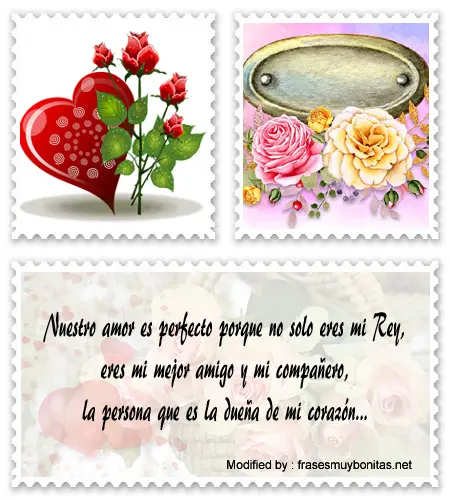 Nuestro amor es perfecto porque no solo eres mi Rey,
eres mi mejor amigo y mi compañero,
la persona que es la dueña de mi corazón...
Modified by : frasesmuybonitas.net